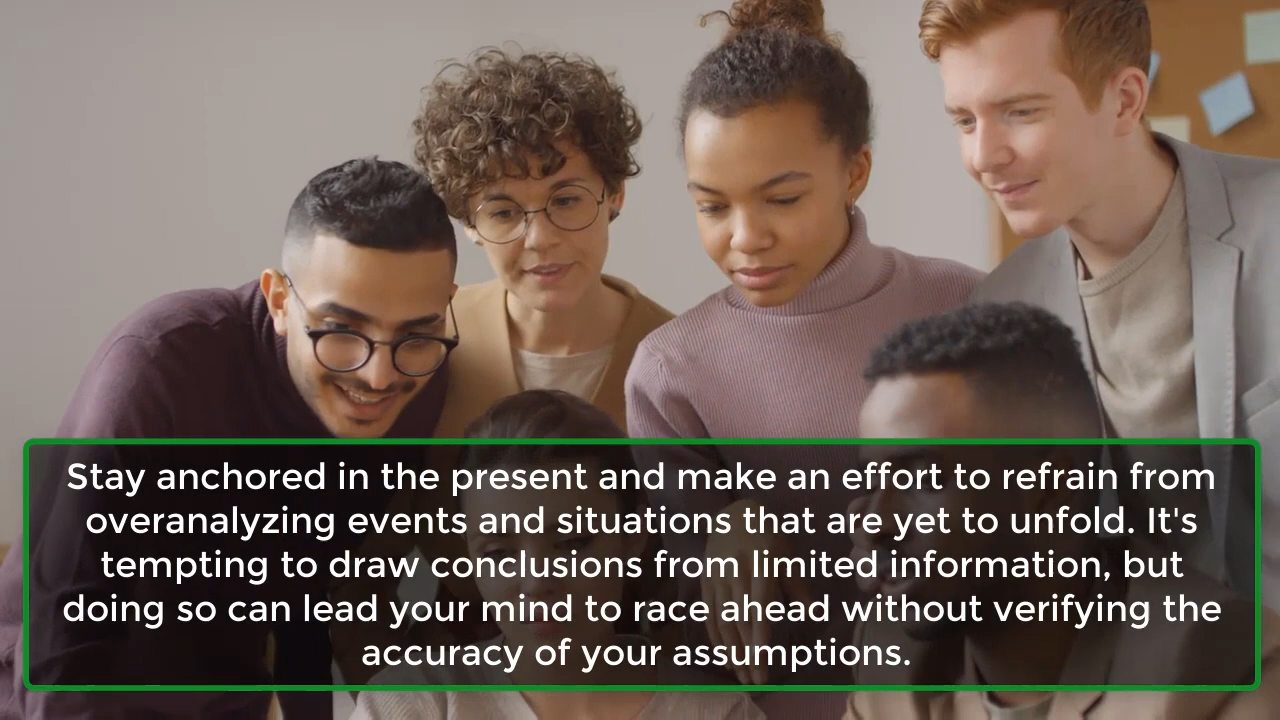 Stay anchored in the present and make an effort to refrain from
overanalyzing events and situations that are yet to unfold. It's
tempting to draw conclusions from limited information, but
doing so can lead your mind to race ahead without verifying the
accuracy of your assumptions.